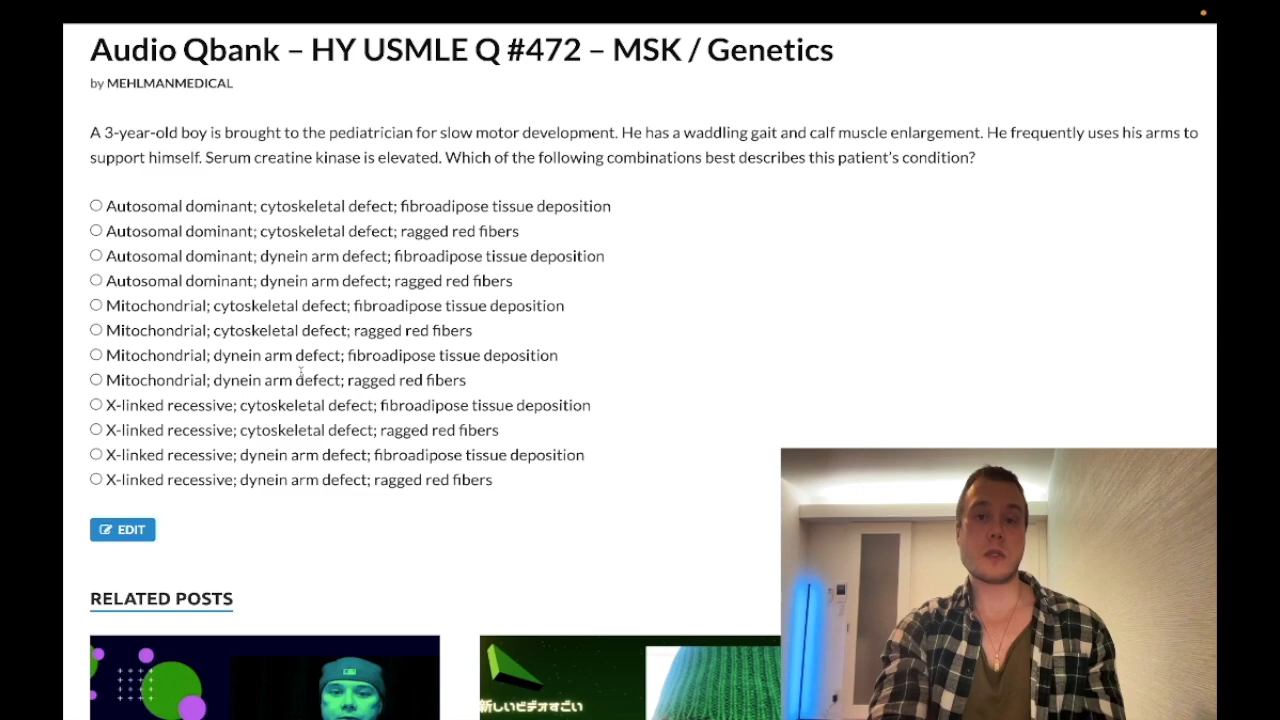 Audio Qbank – HY USMLE Q #472 – MSK / Genetics
by MEHLMANMEDICAL
A 3-year-old boy is brought to the pediatrician for slow motor development. He has a waddling gait and calf muscle enlargement. He frequently uses his arms to
support himself. Serum creatine kinase is elevated. Which of the following combinations best describes this patient's condition?
Autosomal dominant; cytoskeletal defect; fibroadipose tissue deposition
Autosomal dominant; cytoskeletal defect; ragged red fibers
Autosomal dominant; dynein arm defect; fibroadipose tissue deposition
Autosomal dominant; dynein arm defect; ragged red fibers
Mitochondrial; cytoskeletal defect; fibroadipose tissue deposition
Mitochondrial; cytoskeletal defect; ragged red fibers
Mitochondrial; dynein arm defect; fibroadipose tissue deposition
Mitochondrial; dynein arm defect; ragged red fibers
X-linked recessive; cytoskeletal defect; fibroadipose tissue deposition
X-linked recessive; cytoskeletal defect; ragged red fibers
X-linked recessive; dynein arm defect; fibroadipose tissue deposition
X-linked recessive; dynein arm defect; ragged red fibers
EDIT
RELATED POSTS
新しいビデオすごい